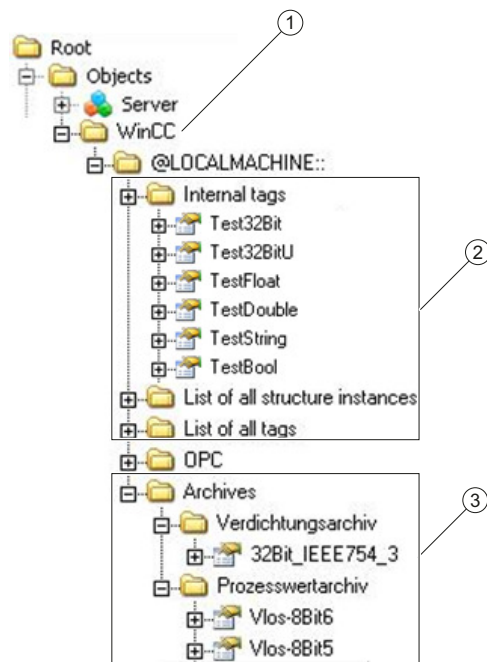 1
Root
Objects
Server
WinCC
@LOCALMACHINE::
Internal tags
Test32Bit
Test32BitU
2
TestFloat
TestDouble
TestString
TestBool
List of all structure instances
List of all tags
OPC
Archives
3
Verdichtungsarchiv
32Bit_IEEE754_3
Prozesswertarchiv
Vlos-8Bit6
Vlos-8Bit5